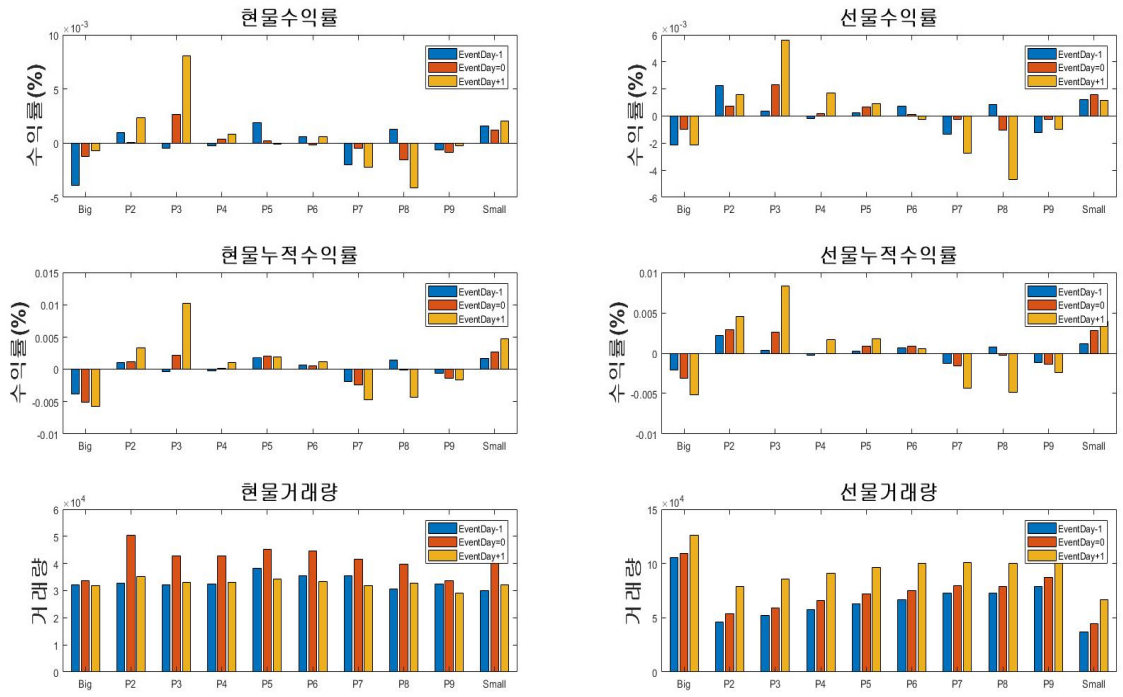 현물수익률
×10⁻³
수익률(%)
10
5
0
-5
EventDay-1
EventDay=0
EventDay+1
Big P2 P3 P4 P5 P6 P7 P8 P9 Small
선물수익률
×10⁻³
수익률(%)
6
4
2
0
-2
-4
-6
EventDay-1
EventDay=0
EventDay+1
Big P2 P3 P4 P5 P6 P7 P8 P9 Small
현물누적수익률
수익률(%)
0.015
0.01
0.005
0
-0.005
-0.01
EventDay-1
EventDay=0
EventDay+1
Big P2 P3 P4 P5 P6 P7 P8 P9 Small
선물누적수익률
수익률(%)
0.01
0.005
0
-0.005
-0.01
EventDay-1
EventDay=0
EventDay+1
Big P2 P3 P4 P5 P6 P7 P8 P9 Small
현물거래량
×10⁴
거래량
6
5
4
3
2
1
0
EventDay-1
EventDay=0
EventDay+1
Big P2 P3 P4 P5 P6 P7 P8 P9 Small
선물거래량
×10⁴
거래량
15
10
5
0
EventDay-1
EventDay=0
EventDay+1
Big P2 P3 P4 P5 P6 P7 P8 P9 Small